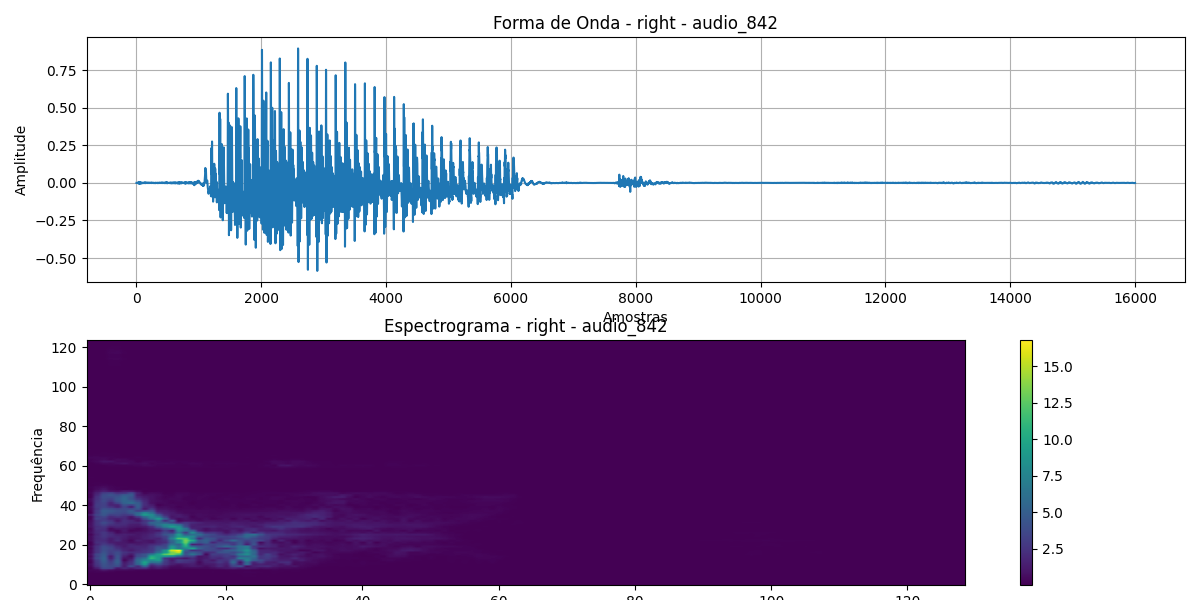 Forma de Onda - right - audio_842
Amplitude
0.75
0.50
0.25
0.00
−0.25
−0.50
0 2000 4000 6000 8000 10000 12000 14000 16000
Amostras
Espectrograma - right - audio_842
Frequência
120
100
80
60
40
20
0
0 20 40 60 80 100 120
15.0
12.5
10.0
7.5
5.0
2.5